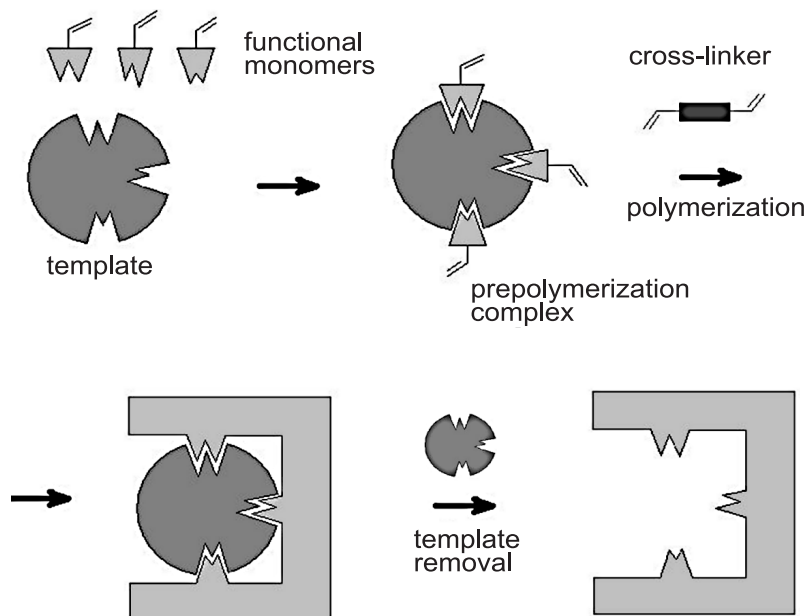 functional
monomers
cross-linker
template
polymerization
prepolymerization
complex
template
removal